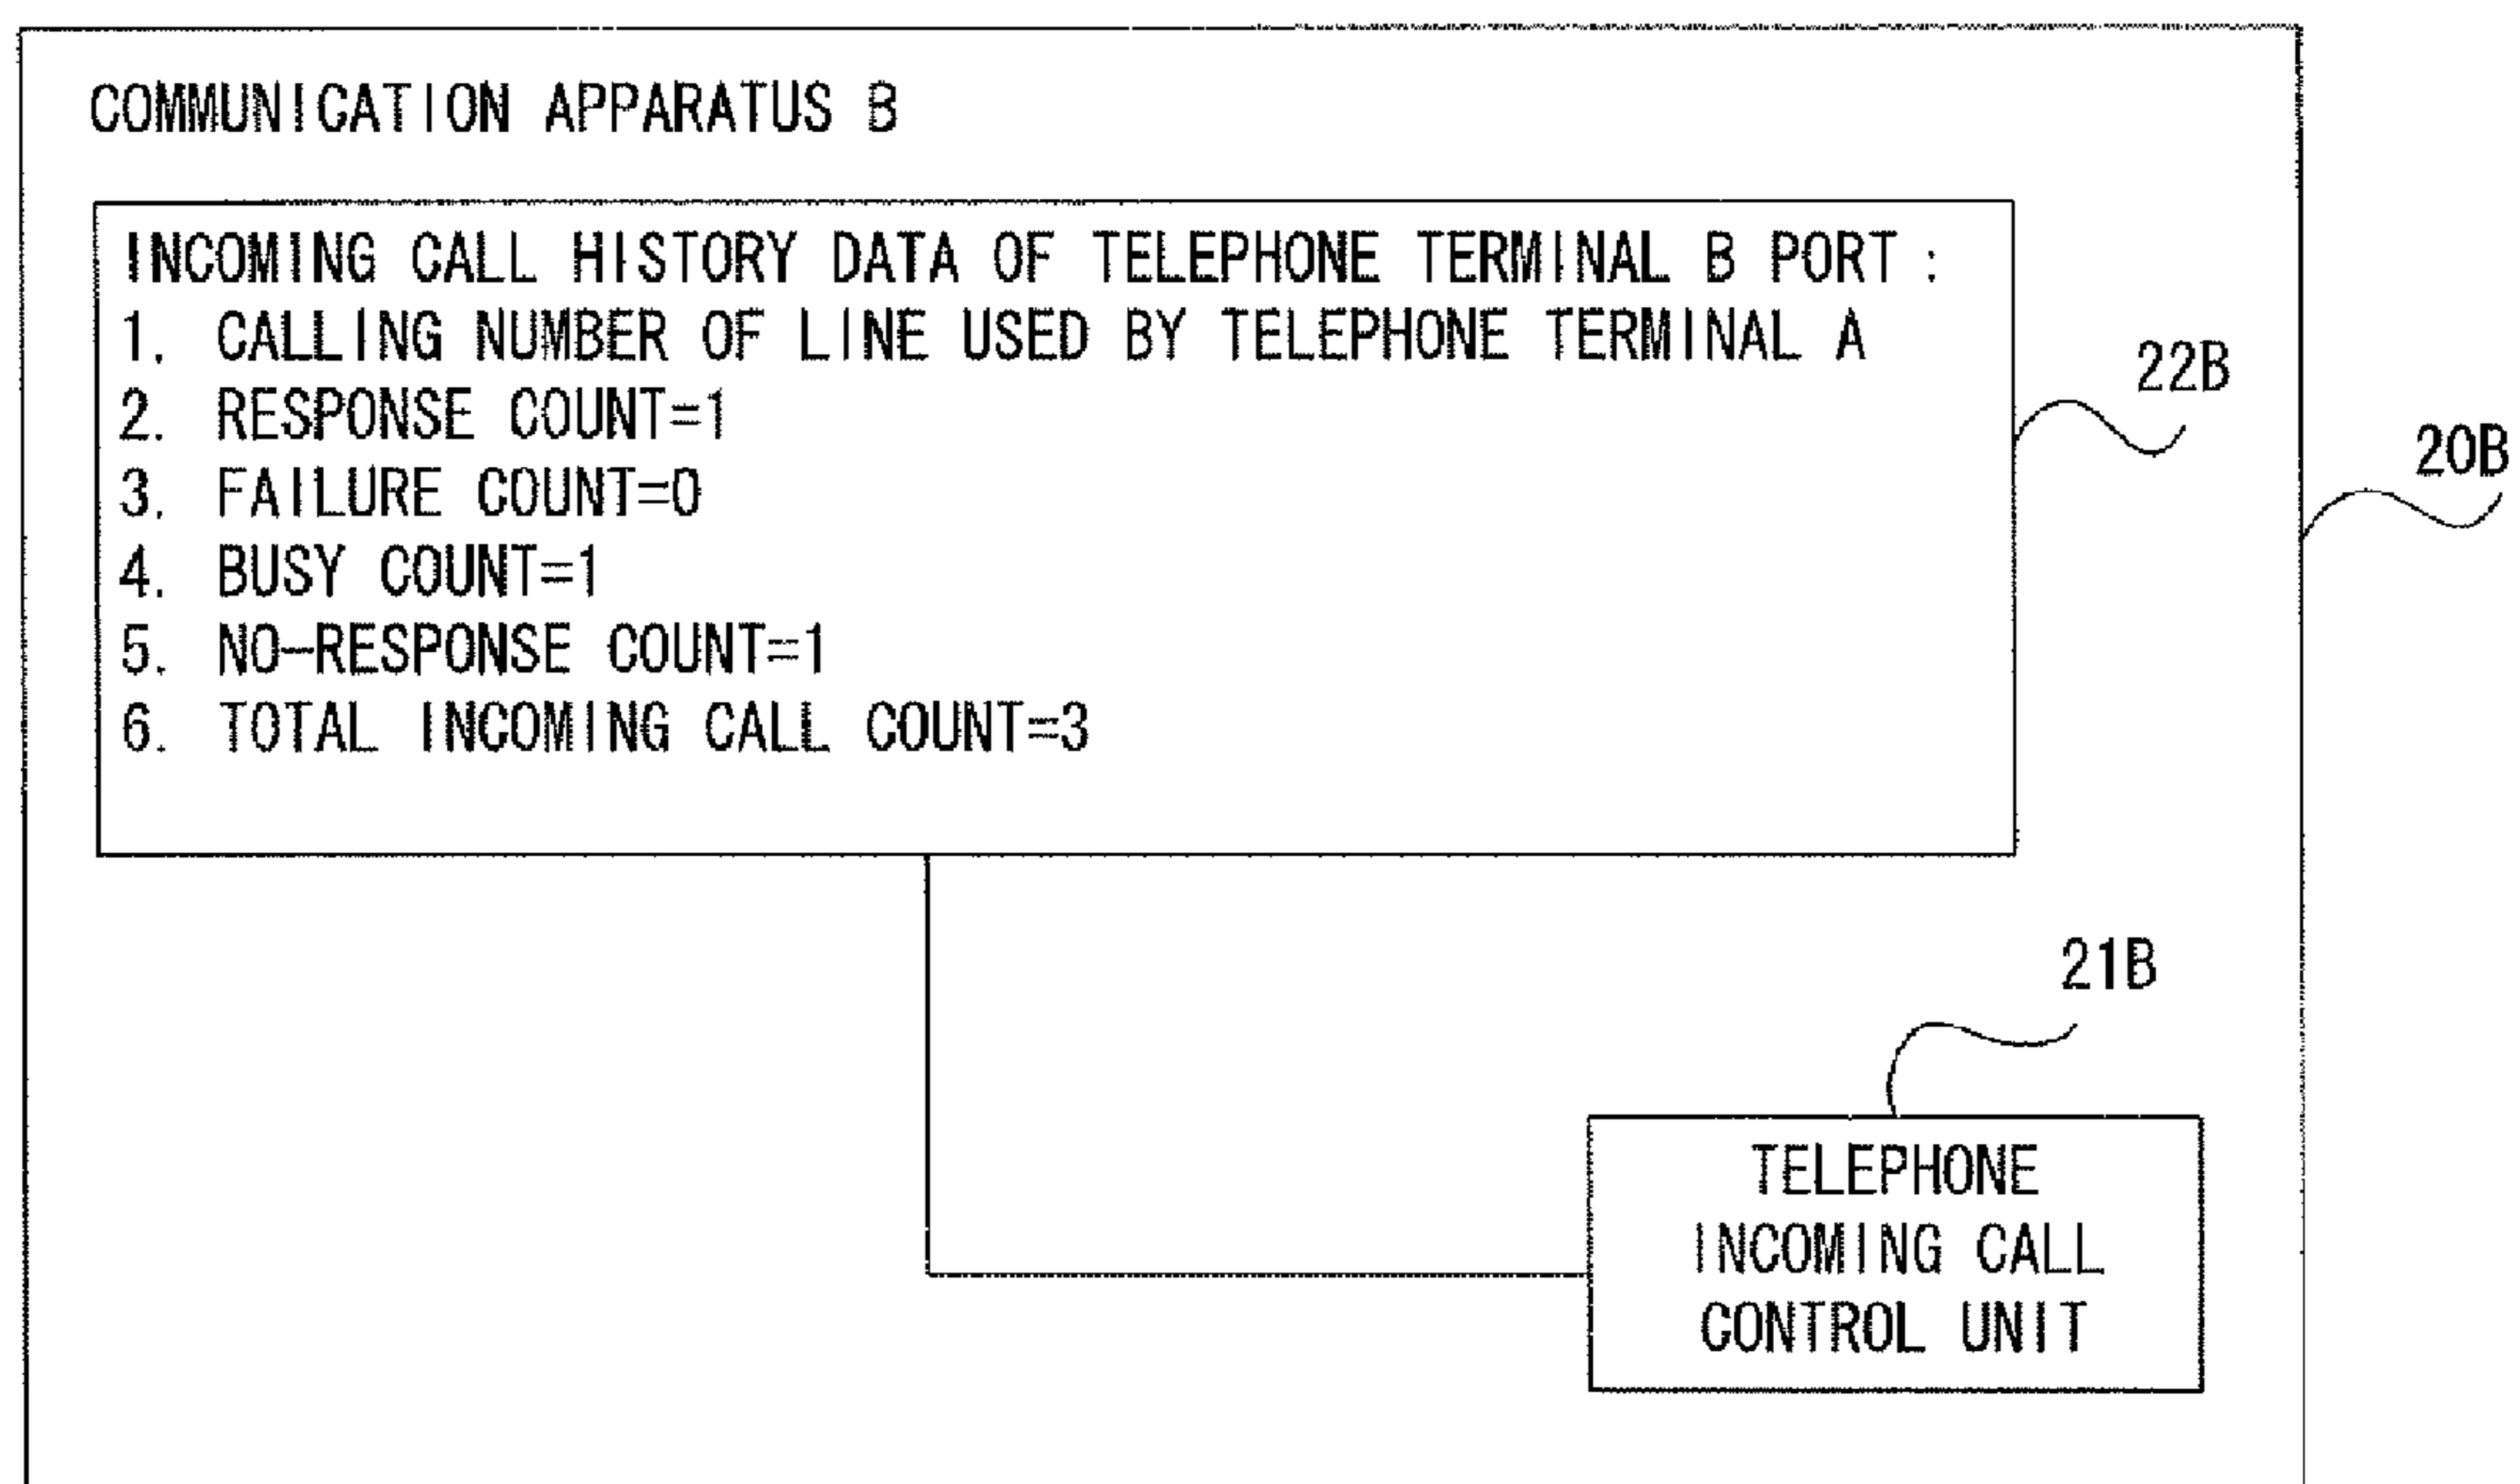 COMMUNICATION APPARATUS B
INCOMING CALL HISTORY DATA OF TELEPHONE TERMINAL B PORT :
1. CALLING NUMBER OF LINE USED BY TELEPHONE TERMINAL A
2. RESPONSE COUNT=1
3. FAILURE COUNT=0
4. BUSY COUNT=1
5. NO-RESPONSE COUNT=1
6. TOTAL INCOMING CALL COUNT=3
22B
20B
21B
TELEPHONE
INCOMING CALL
CONTROL UNIT